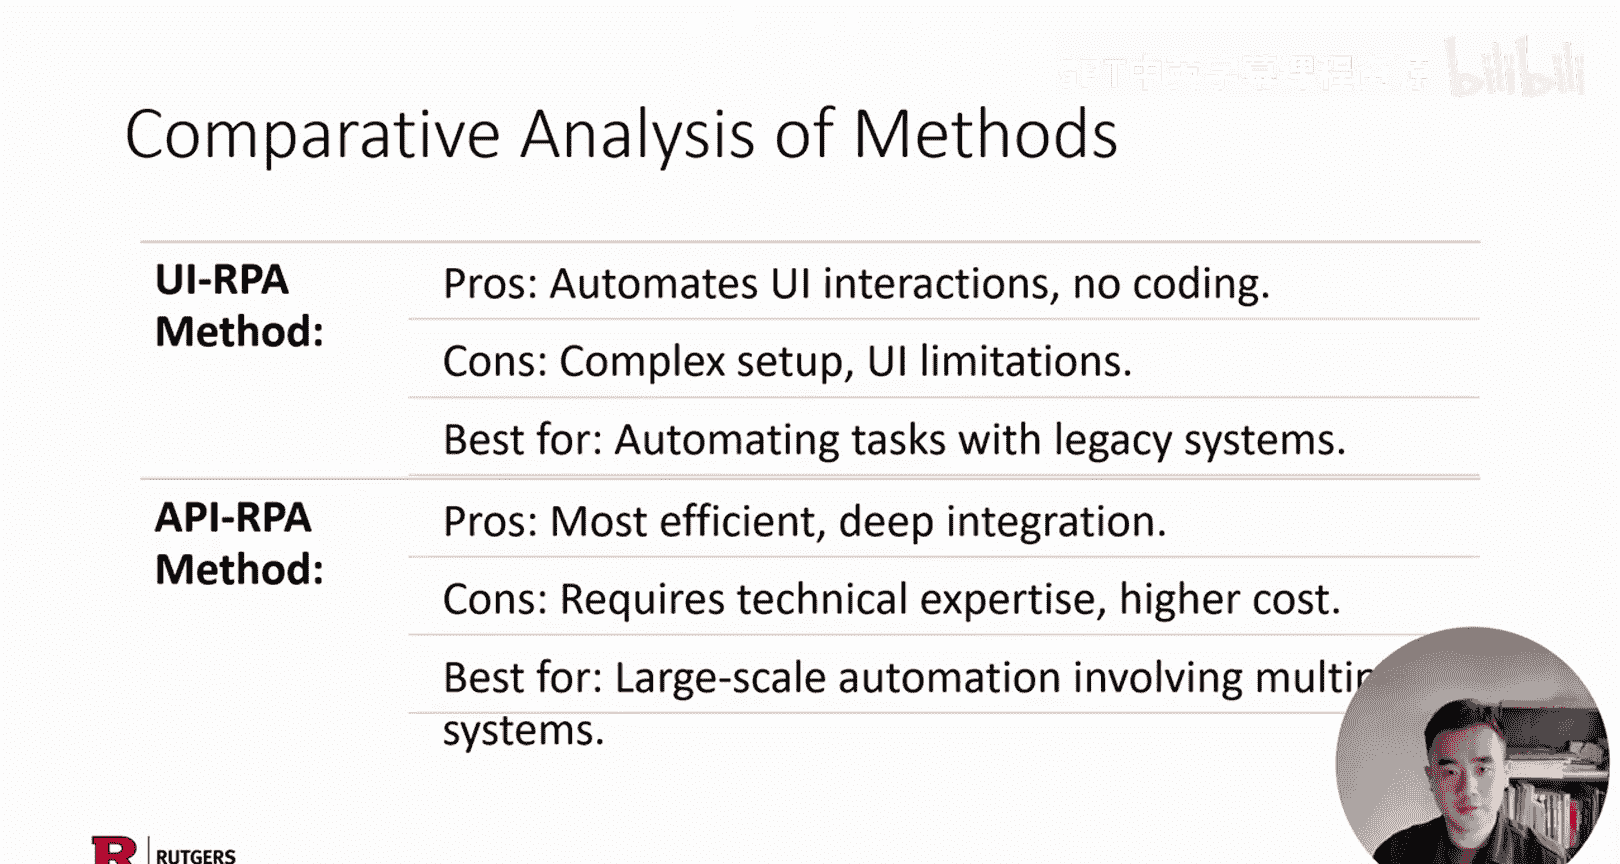 bilibili
Comparative Analysis of Methods
UI-RPA
Method:
Pros: Automates UI interactions, no coding.
Cons: Complex setup, UI limitations.
Best for: Automating tasks with legacy systems.
API-RPA
Method:
Pros: Most efficient, deep integration.
Cons: Requires technical expertise, higher cost.
Best for: Large-scale automation involving
systems.
R
RUTGERS